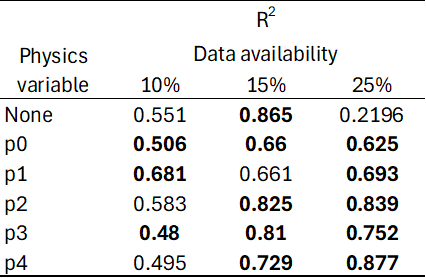 R²
Physics variable Data availability
10% 15% 25%
None 0.551 0.865 0.2196
p0 0.506 0.66 0.625
p1 0.681 0.661 0.693
p2 0.583 0.825 0.839
p3 0.48 0.81 0.752
p4 0.495 0.729 0.877